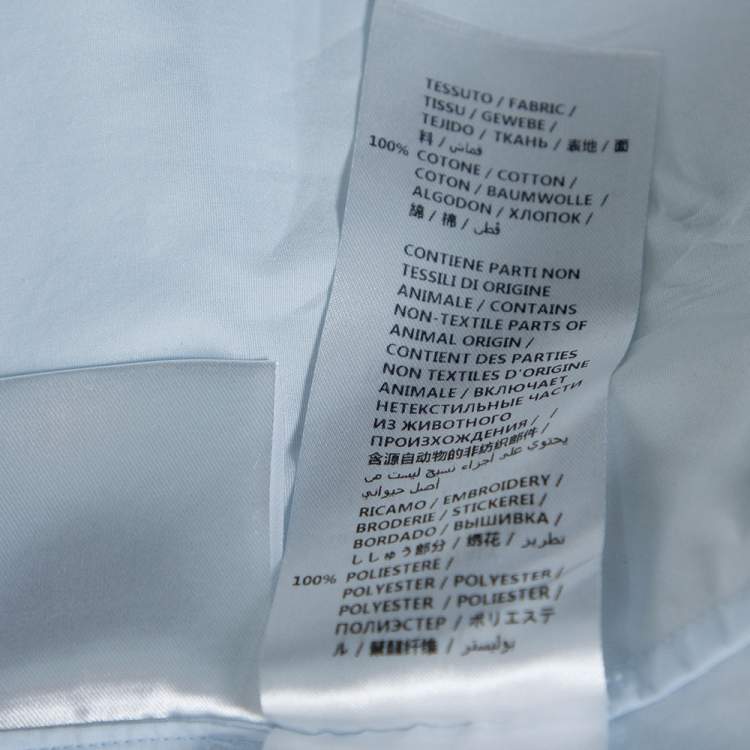 TESSUTO / FABRIC /
TISSU / GEWEBE /
TEJIDO / ТКАНЬ / 表地 / 面
料 / قماش
100% COTONE / COTTON /
COTON / BAUMWOLLE /
ALGODON / ХЛОПОК /
綿 / 棉 / قطن
CONTIENE PARTI NON
TESSILI DI ORIGINE
ANIMALE / CONTAINS
NON-TEXTILE PARTS OF
ANIMAL ORIGIN /
CONTIENT DES PARTIES
NON TEXTILES D'ORIGINE
ANIMALE / ВКЛЮЧАЕТ
НЕТЕКСТИЛЬНЫЕ ЧАСТИ
ИЗ ЖИВОТНОГО
ПРОИЗХОЖДЕНИЯ / /
含源自动物的非纺织部件 /
يحتوي على اجزاء نسيج ليست من
أصل حيواني
RICAMO / EMBROIDERY /
BRODERIE / STICKEREI /
BORDADO / ВЫШИВКА /
ししゅう部分 / 绣花 / تطريز
100% POLIESTERE /
POLYESTER / POLYESTER /
POLYESTER / POLIESTER /
ПОЛИЭСТЕР / ポリエステ
ル / 聚酯纤维 / بوليستر